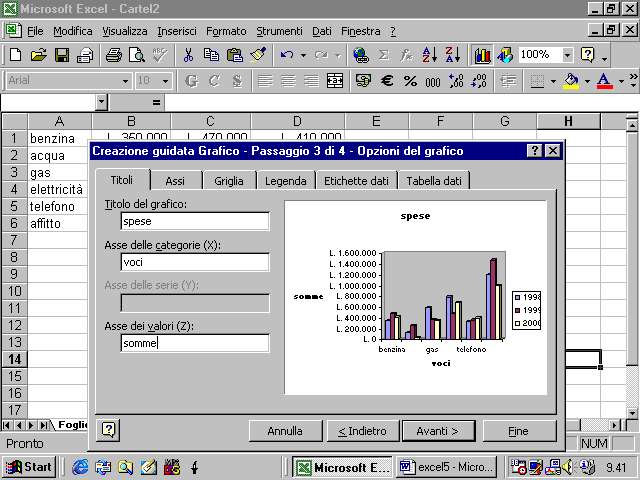 Microsoft Excel - Cartel2
File Modifica Visualizza Inserisci Formato Strumenti Dati Finestra ?
100%
Arial 10 G C S € % 000
=
A B C D E F G H
1 benzina L. 360.000 L. 470.000 L. 410.000
2 acqua
3 gas
4 elettricità
5 telefono
6 affitto
7
8
9
10
11
12
13
14
15
16
17
Creazione guidata Grafico - Passaggio 3 di 4 - Opzioni del grafico
Titoli Assi Griglia Legenda Etichette dati Tabella dati
Titolo del grafico:
spese
Asse delle categorie (X):
voci
Asse delle serie (Y):
Asse dei valori (Z):
somme
spese
L. 1.600.000
L. 1.400.000
L. 1.200.000
L. 1.000.000
L. 800.000
L. 600.000
L. 400.000
L. 200.000
L. 0
somme
benzina gas telefono
voci
1998
1999
2000
Annulla < Indietro Avanti > Fine
Foglio
Pronto NUM
Start Microsoft E... excel5 - Micro... 9.41